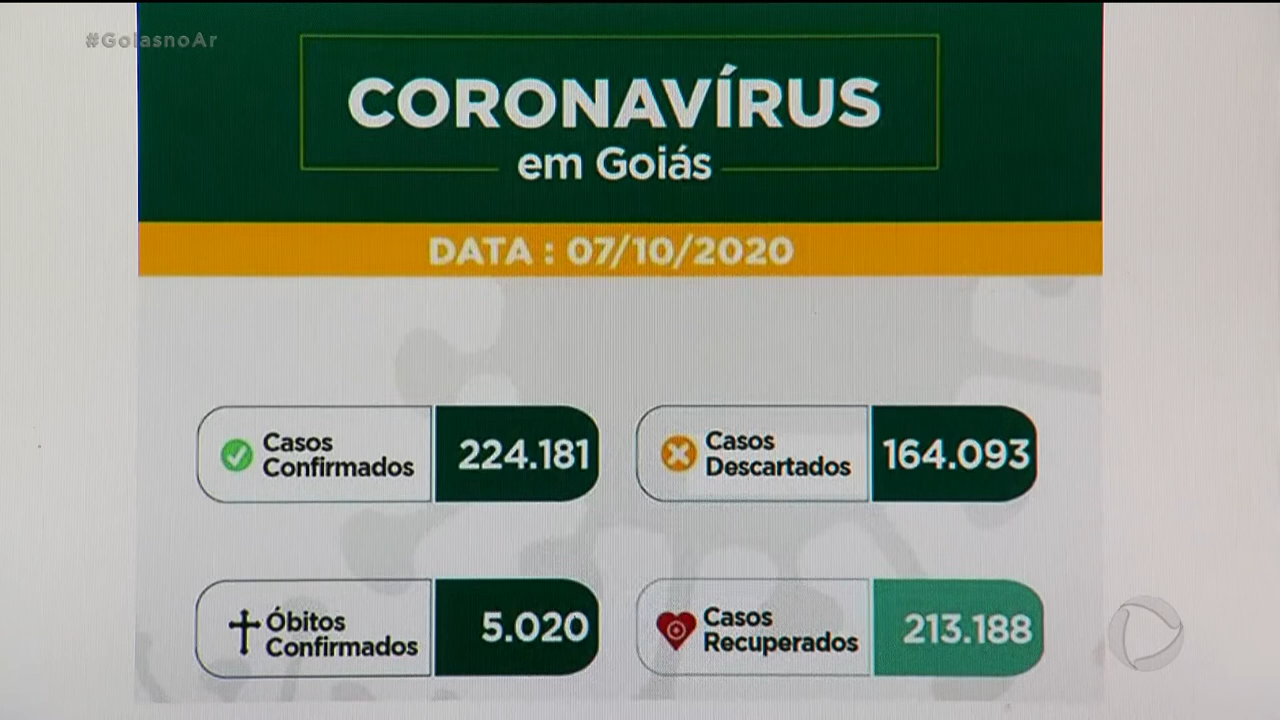 #GoiasnoAr
CORONAVÍRUS
em Goiás
DATA : 07/10/2020
Casos
Confirmados
224.181
Casos
Descartados
164.093
Óbitos
Confirmados
5.020
Casos
Recuperados
213.188